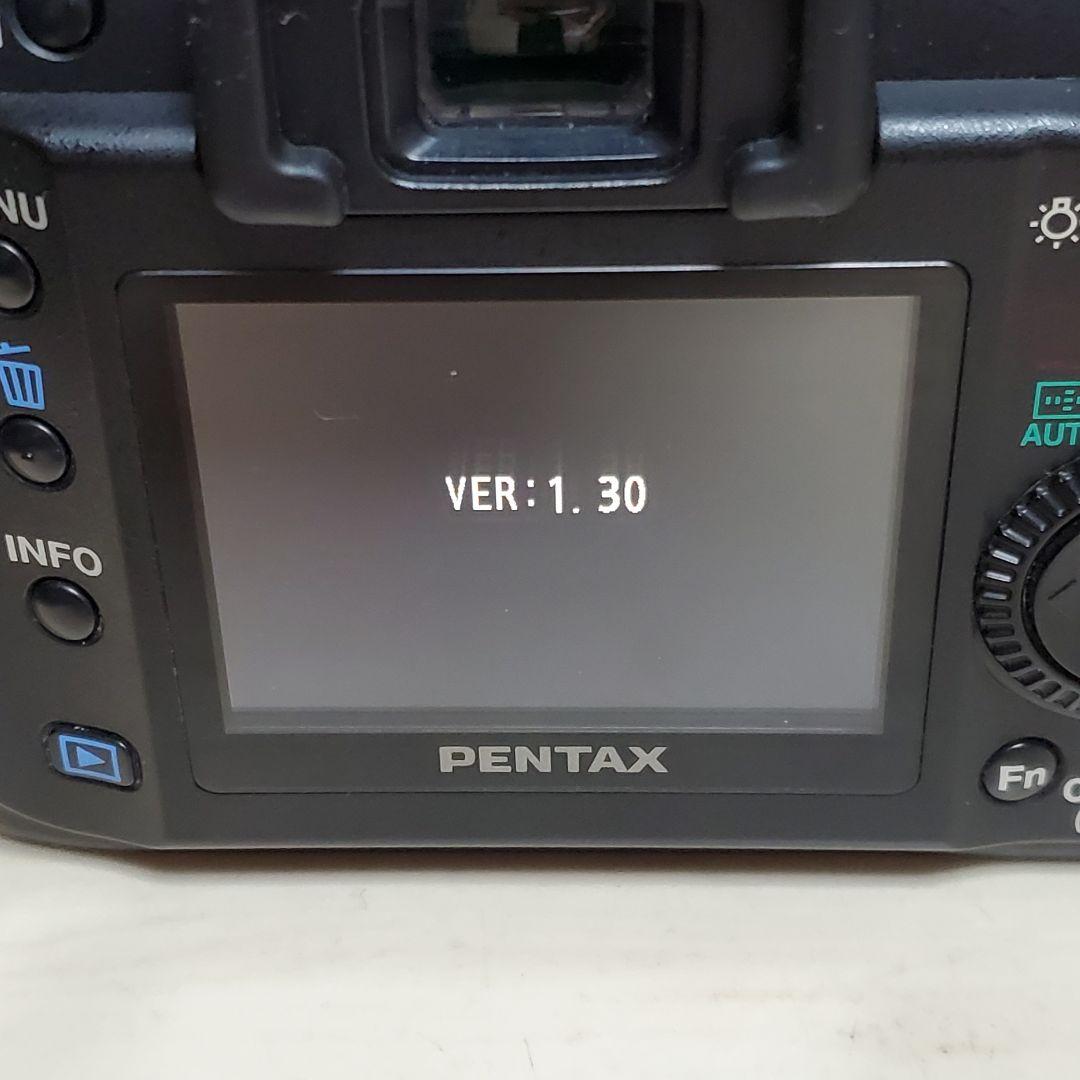 NU
INFO
VER:1. 30
PENTAX
AUT
Fn